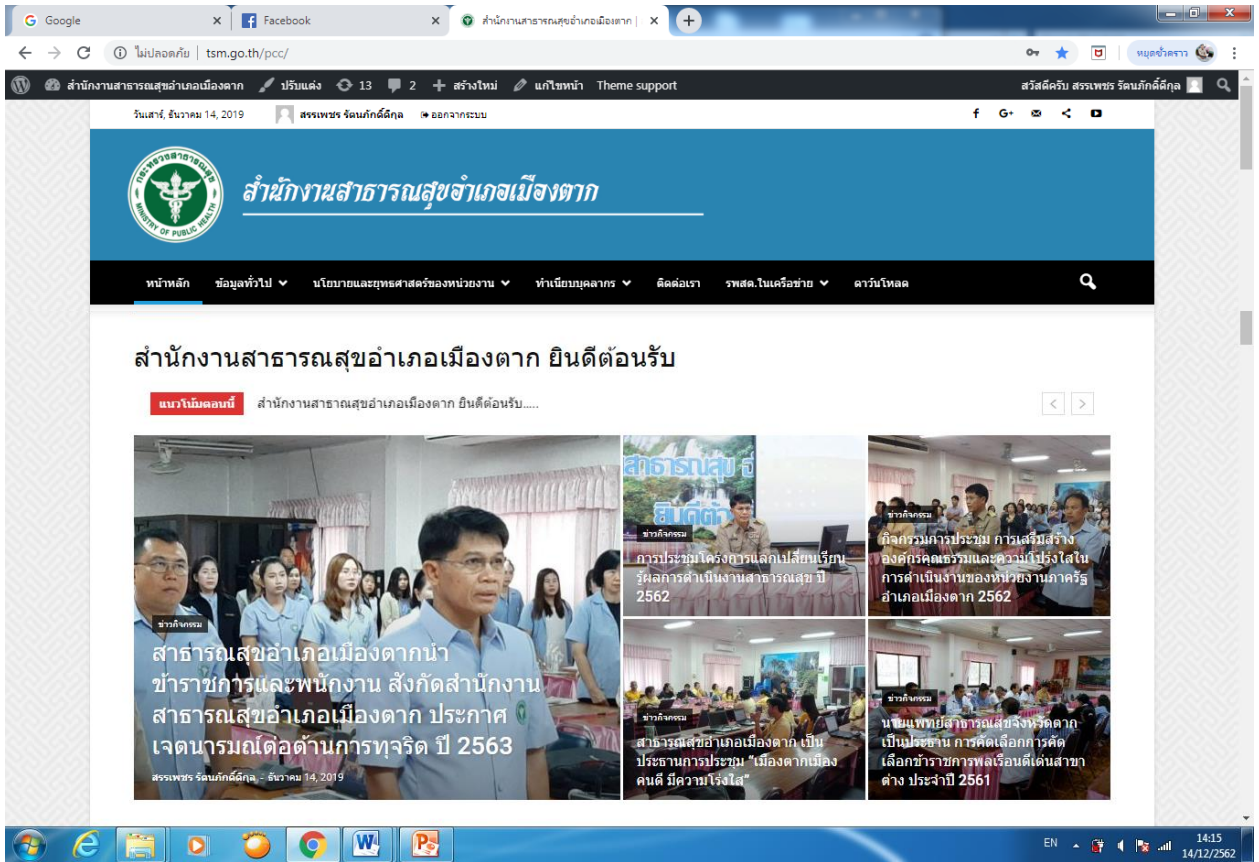 Google
Facebook
สำนักงานสาธารณสุขอำเภอเมืองตาก |
ไม่ปลอดภัย | tsm.go.th/pcc/
หยุดชั่วคราว
สำนักงานสาธารณสุขอำเภอเมืองตาก ปรับแต่ง 13 2 สร้างใหม่ แก้ไขหน้า Theme support
สวัสดีครับ สรรเพชร รัตนภักดิ์ดีกุล
วันเสาร์, ธันวาคม 14, 2019 สรรเพชร รัตนภักดิ์ดีกุล ออกจากระบบ
กระทรวงสาธารณสุข
MINISTRY OF PUBLIC HEALTH
สำนักงานสาธารณสุขอำเภอเมืองตาก
หน้าหลัก ข้อมูลทั่วไป นโยบายและยุทธศาสตร์ของหน่วยงาน ทำเนียบบุคลากร ติดต่อเรา รพสต.ในเครือข่าย ดาวน์โหลด
สำนักงานสาธารณสุขอำเภอเมืองตาก ยินดีต้อนรับ
แนวโน้มตอนนี้ สำนักงานสาธาณสุขอำเภอเมืองตาก ยินดีต้อนรับ.....
ข่าวกิจกรรม
สาธารณสุขอำเภอเมืองตากนำ
ข้าราชการและพนักงาน สังกัดสำนักงาน
สาธารณสุขอำเภอเมืองตาก ประกาศ
เจตนารมณ์ต่อต้านการทุจริต ปี 2563
สรรเพชร รัตนภักดิ์ดีกุล - ธันวาคม 14, 2019
ข่าวกิจกรรม
การประชุมโครงการแลกเปลี่ยนเรียน
รู้ผลการดำเนินงานสาธารณสุข ปี
2562
ข่าวกิจกรรม
กิจกรรมการประชุม การเสริมสร้าง
องค์กรคุณธรรมและความโปร่งใสใน
การดำเนินงานของหน่วยงานภาครัฐ
อำเภอเมืองตาก 2562
ข่าวกิจกรรม
สาธารณสุขอำเภอเมืองตาก เป็น
ประธานการประชุม "เมืองตากเมือง
คนดี มีความโร่งใส"
ข่าวกิจกรรม
นายแพทย์สาธารณสุขจังหวัดตาก
เป็นประธาน การคัดเลือกการคัด
เลือกข้าราชการพลเรือนดีเด่นสาขา
ต่าง ประจำปี 2561
EN
14:15
14/12/2562